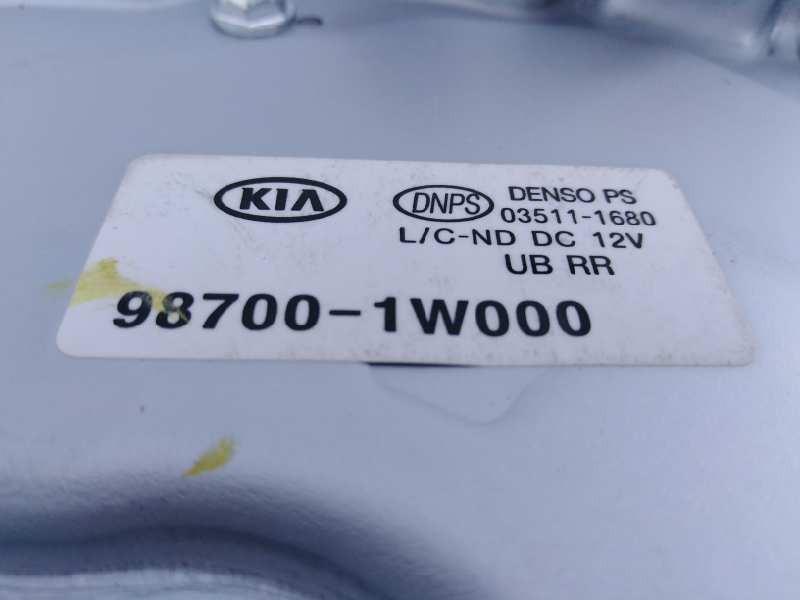 KIA
DNPS DENSO PS
03511-1680
L/C-ND DC 12V
UB RR
98700-1W000